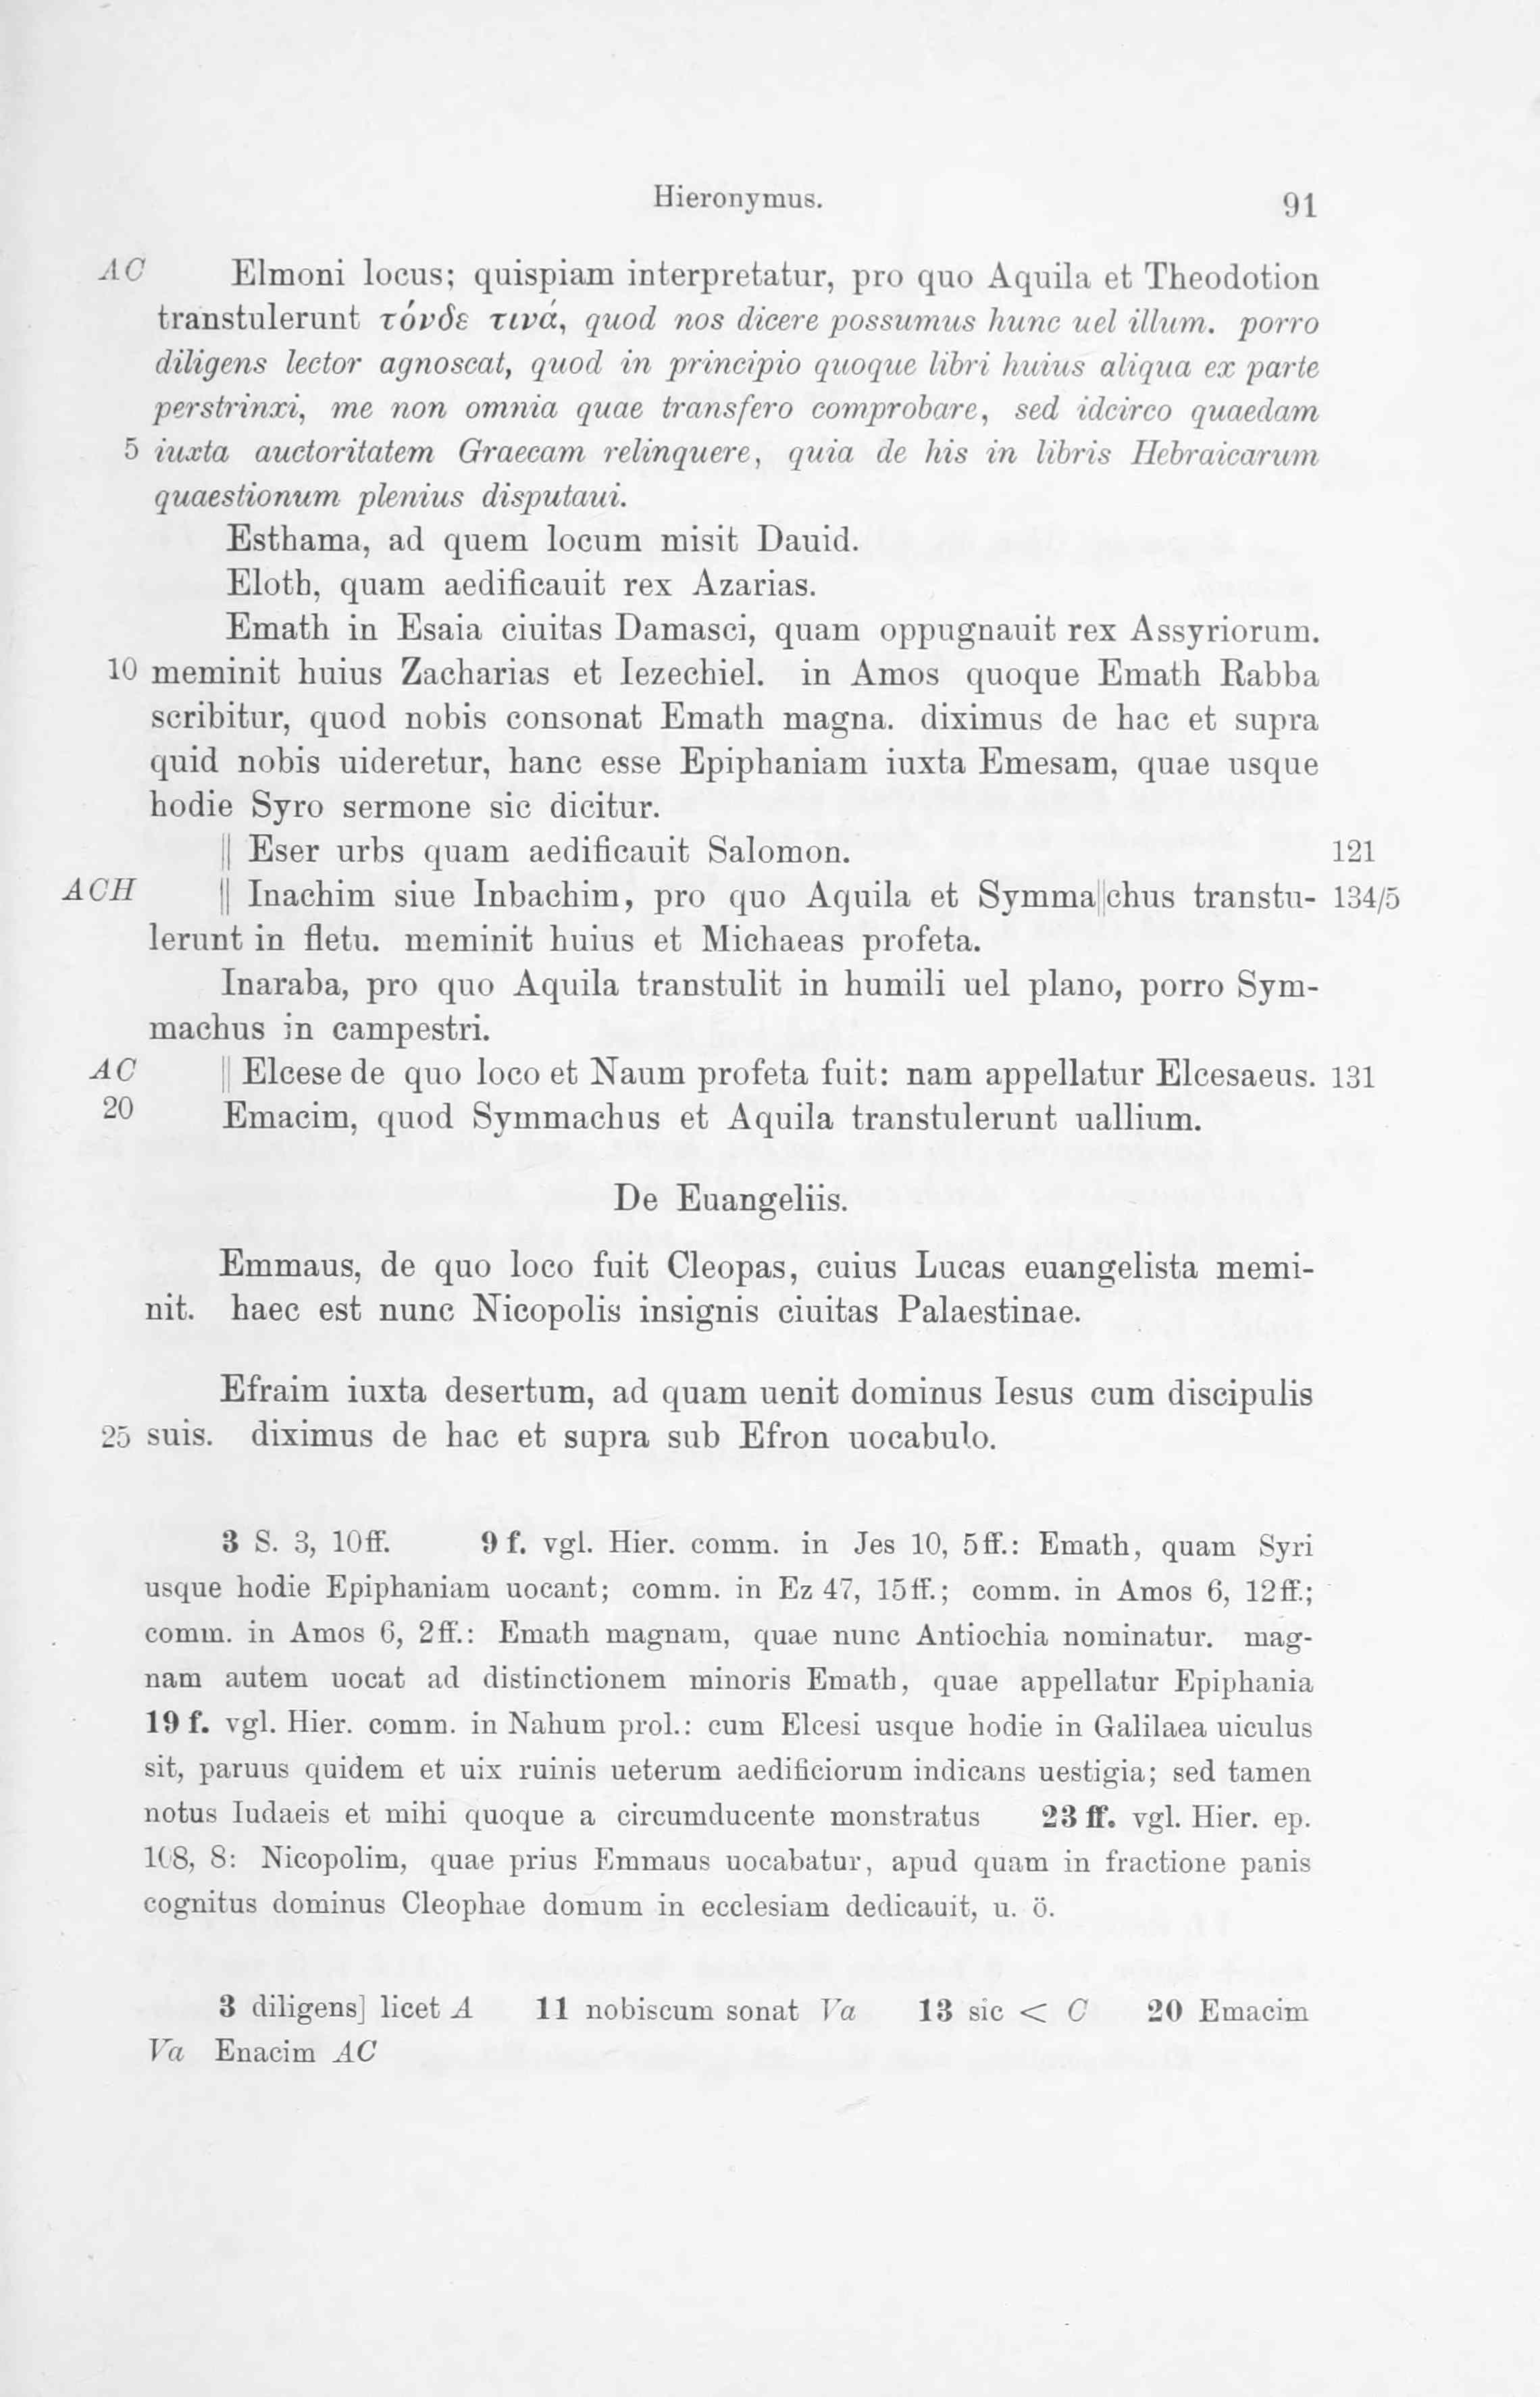 Hieronymus. 91
AC Elmoni locus; quispiam interpretatur, pro quo Aquila et Theodotion
transtulerunt τόνδε τινά, quod nos dicere possumus hunc uel illum. porro
diligens lector agnoscat, quod in principio quoque libri huius aliqua ex parte
perstrinxi, me non omnia quae transfero comprobare, sed idcirco quaedam
5 iuxta auctoritatem Graecam relinquere, quia de his in libris Hebraicarum
quaestionum plenius disputaui.
Esthama, ad quem locum misit Dauid.
Eloth, quam aedificauit rex Azarias.
Emath in Esaia ciuitas Damasci, quam oppugnauit rex Assyriorum.
10 meminit huius Zacharias et Iezechiel. in Amos quoque Emath Rabba
scribitur, quod nobis consonat Emath magna. diximus de hac et supra
quid nobis uideretur, hanc esse Epiphaniam iuxta Emesam, quae usque
hodie Syro sermone sic dicitur.
|| Eser urbs quam aedificauit Salomon. 121
ACH || Inachim siue Inbachim, pro quo Aquila et Symma||chus transtu- 134/5
lerunt in fletu. meminit huius et Michaeas profeta.
Inaraba, pro quo Aquila transtulit in humili uel plano, porro Sym-
machus in campestri.
AC || Elcese de quo loco et Naum profeta fuit: nam appellatur Elcesaeus. 131
20 Emacim, quod Symmachus et Aquila transtulerunt uallium.
De Euangeliis.
Emmaus, de quo loco fuit Cleopas, cuius Lucas euangelista memi-
nit. haec est nunc Nicopolis insignis ciuitas Palaestinae.
Efraim iuxta desertum, ad quam uenit dominus Iesus cum discipulis
25 suis. diximus de hac et supra sub Efron uocabulo.
3 S. 3, 10ff. 9 f. vgl. Hier. comm. in Jes 10, 5ff.: Emath, quam Syri
usque hodie Epiphaniam uocant; comm. in Ez 47, 15ff.; comm. in Amos 6, 12ff.;
comm. in Amos 6, 2ff.: Emath magnam, quae nunc Antiochia nominatur. mag-
nam autem uocat ad distinctionem minoris Emath, quae appellatur Epiphania
19 f. vgl. Hier. comm. in Nahum prol.: cum Elcesi usque hodie in Galilaea uiculus
sit, paruus quidem et uix ruinis ueterum aedificiorum indicans uestigia; sed tamen
notus Iudaeis et mihi quoque a circumducente monstratus 23 ff. vgl. Hier. ep.
108, 8: Nicopolim, quae prius Emmaus uocabatur, apud quam in fractione panis
cognitus dominus Cleophae domum in ecclesiam dedicauit, u. ö.
3 diligens] licet A 11 nobiscum sonat Va 13 sic < C 20 Emacim
Va Enacim AC